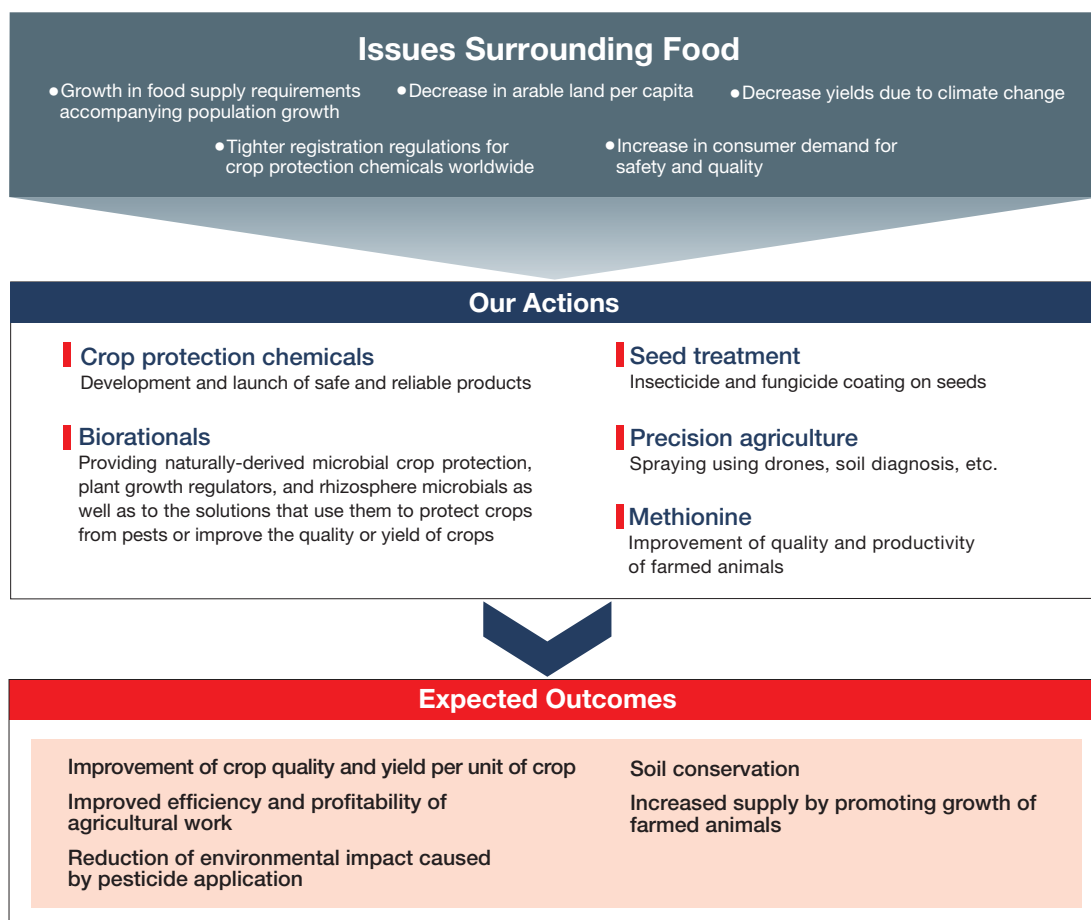 Issues Surrounding Food
●Growth in food supply requirements
accompanying population growth
●Decrease in arable land per capita
●Decrease yields due to climate change
●Tighter registration regulations for
crop protection chemicals worldwide
●Increase in consumer demand for
safety and quality
Our Actions
Crop protection chemicals
Development and launch of safe and reliable products
Biorationals
Providing naturally-derived microbial crop protection,
plant growth regulators, and rhizosphere microbials as
well as to the solutions that use them to protect crops
from pests or improve the quality or yield of crops
Seed treatment
Insecticide and fungicide coating on seeds
Precision agriculture
Spraying using drones, soil diagnosis, etc.
Methionine
Improvement of quality and productivity
of farmed animals
Expected Outcomes
Improvement of crop quality and yield per unit of crop
Improved efficiency and profitability of
agricultural work
Reduction of environmental impact caused
by pesticide application
Soil conservation
Increased supply by promoting growth of
farmed animals